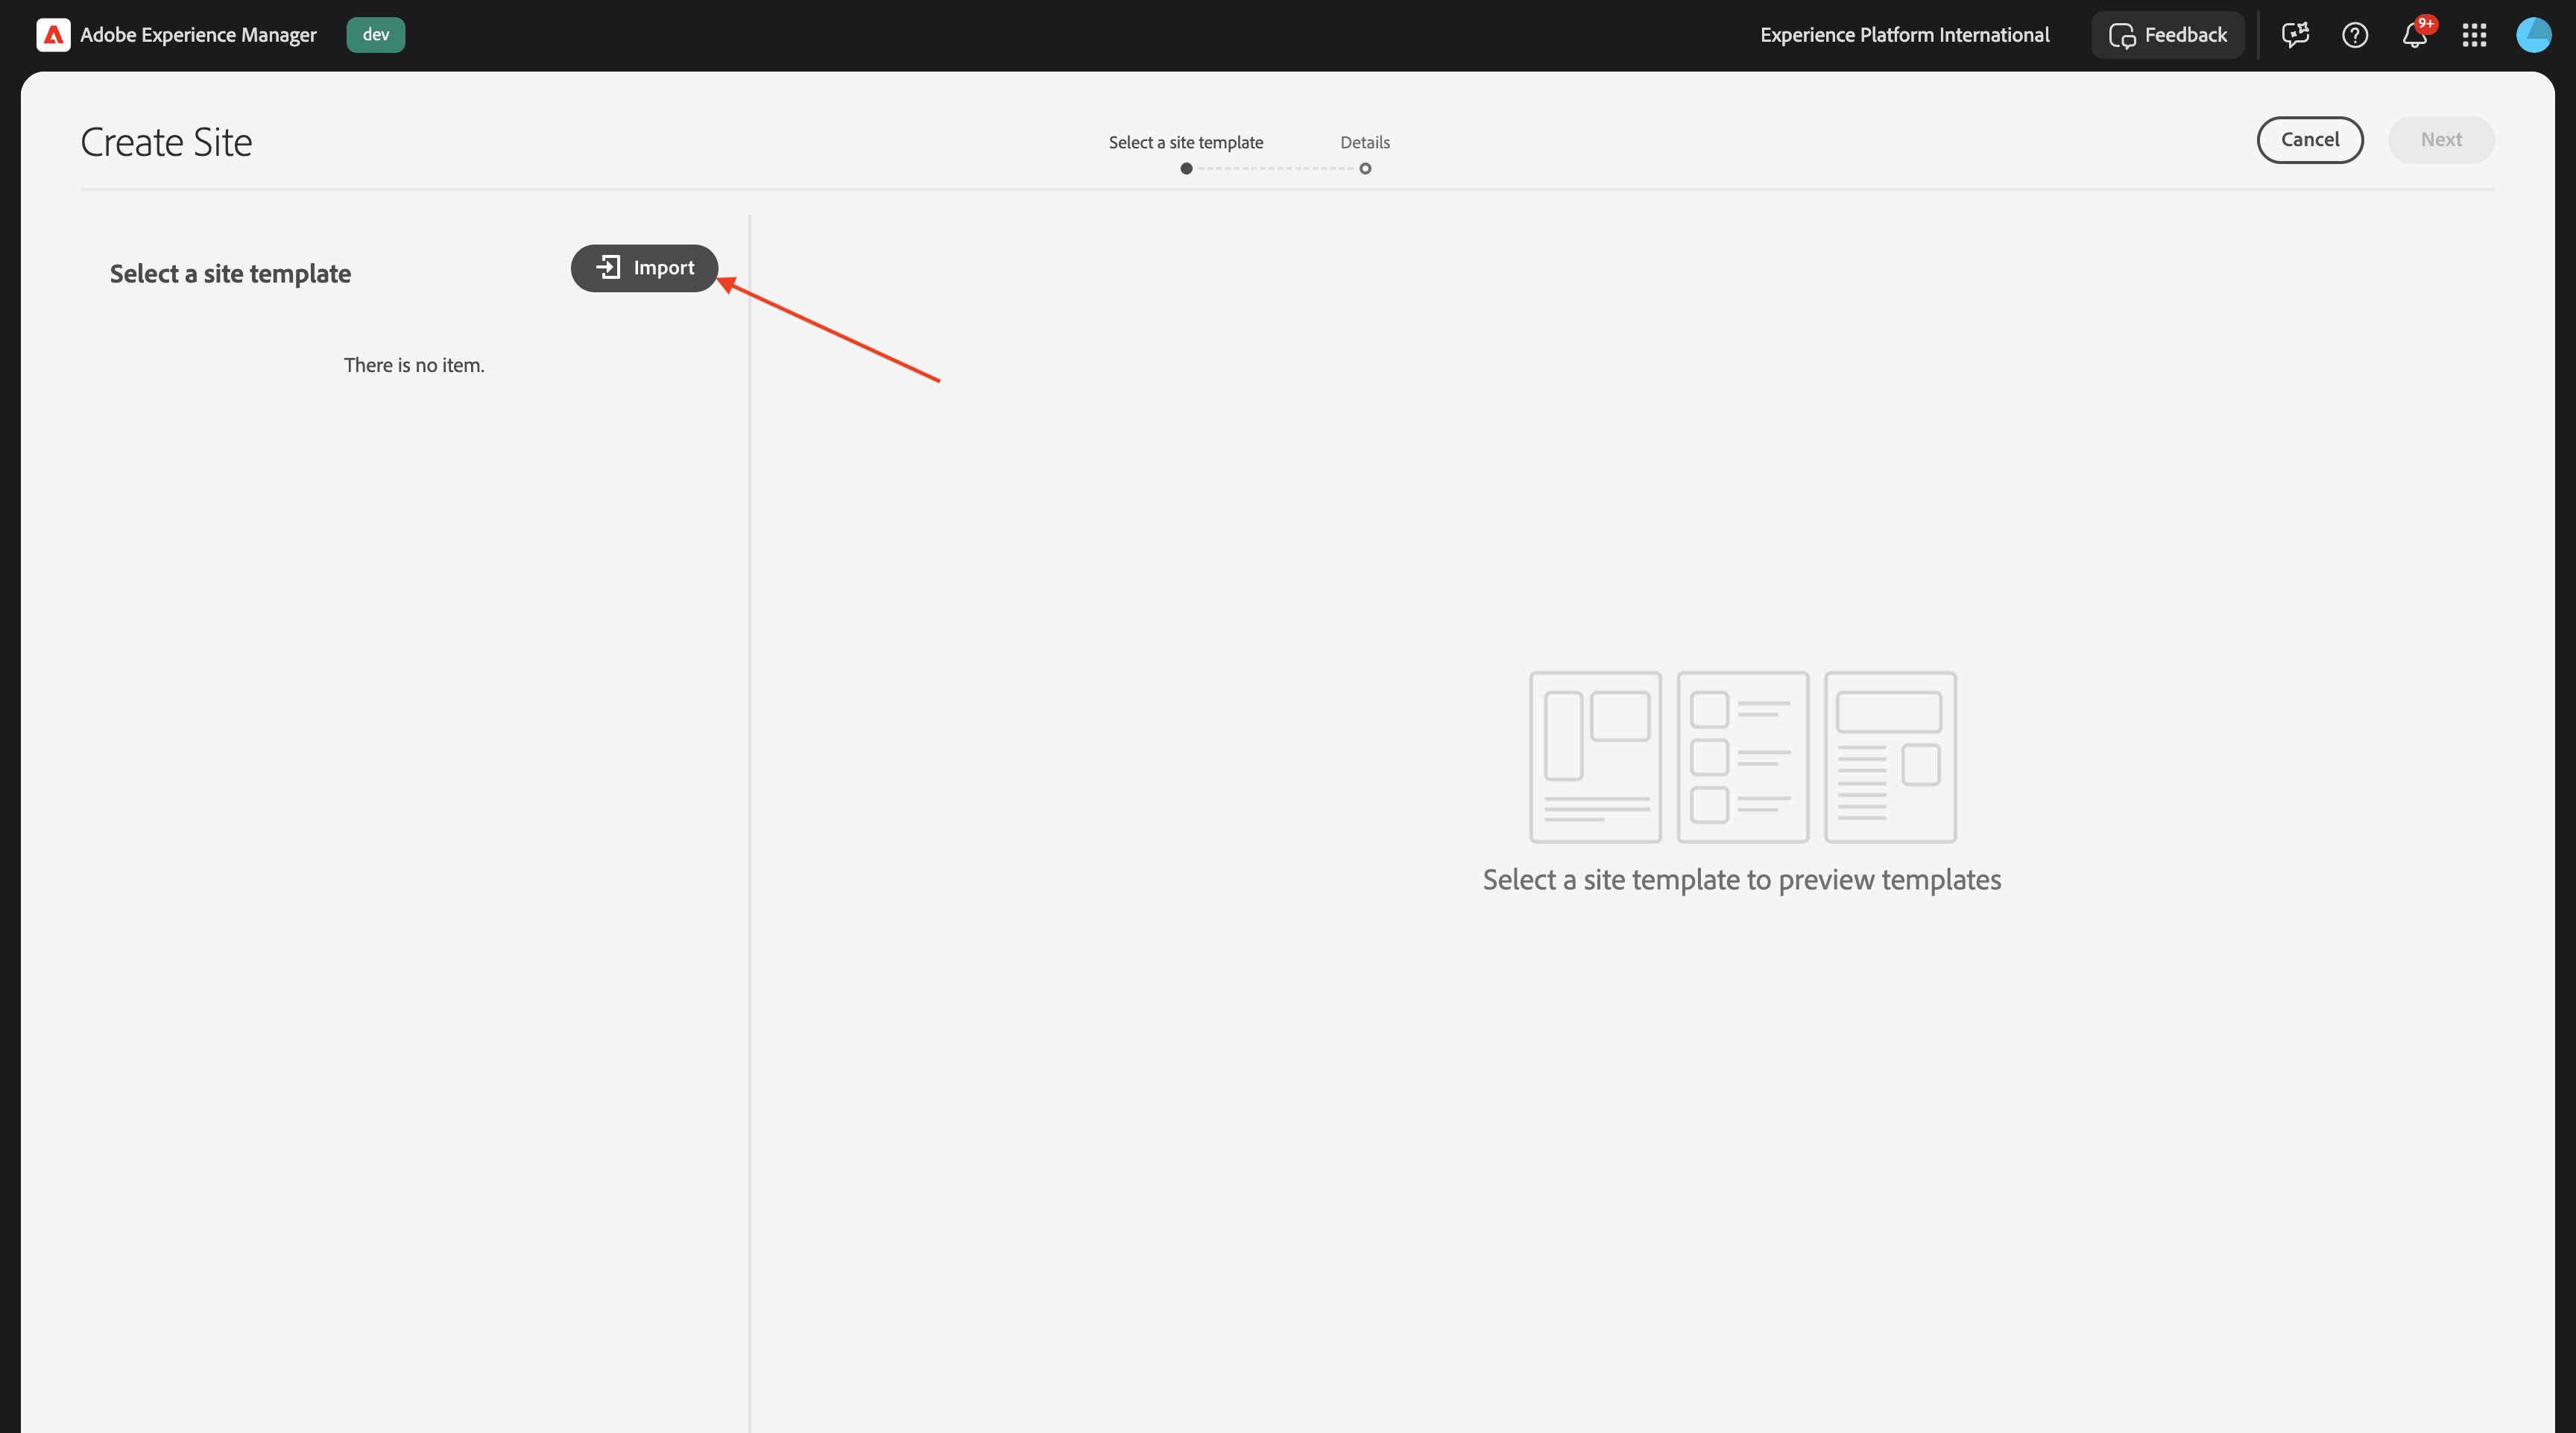 Adobe Experience Manager
dev
Experience Platform International
Feedback
9+
Create Site
Select a site template
Details
Cancel
Next
Select a site template
Import
There is no item.
Select a site template to preview templates